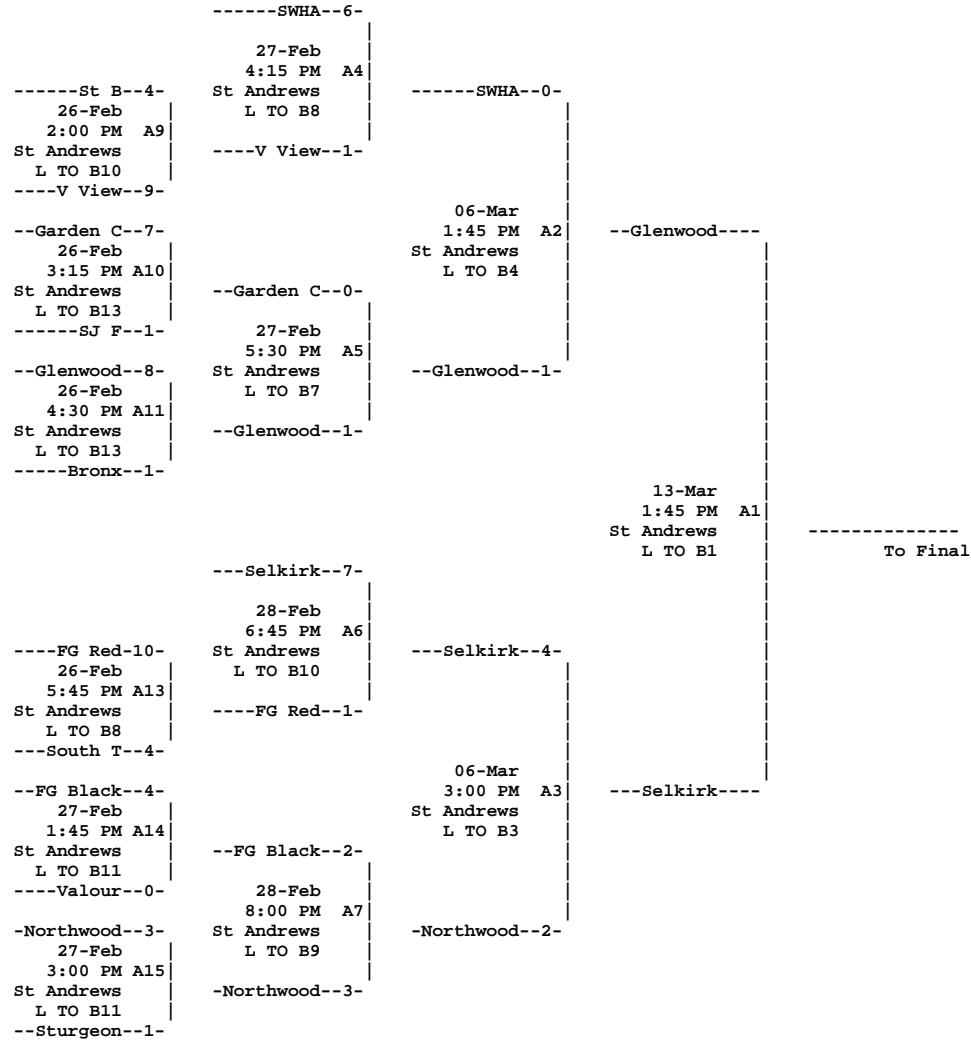 ------SWHA--6-
27-Feb
4:15 PM A4|
------St B--4- St Andrews ------SWHA--0-
26-Feb L TO B8
2:00 PM A9|
St Andrews ----V View--1-
L TO B10
----V View--9-
06-Mar
--Garden C--7- 1:45 PM A2| --Glenwood----
26-Feb St Andrews
3:15 PM A10| L TO B4
St Andrews --Garden C--0-
L TO B13
------SJ F--1- 27-Feb
5:30 PM A5|
--Glenwood--8- St Andrews --Glenwood--1-
26-Feb L TO B7
4:30 PM A11|
St Andrews --Glenwood--1-
L TO B13
-----Bronx--1-
13-Mar
1:45 PM A1|
St Andrews --------------
L TO B1 To Final
---Selkirk--7-
28-Feb
6:45 PM A6|
----FG Red-10- St Andrews ---Selkirk--4-
26-Feb L TO B10
5:45 PM A13|
St Andrews ----FG Red--1-
L TO B8
---South T--4-
06-Mar
--FG Black--4- 3:00 PM A3| ---Selkirk----
27-Feb St Andrews
1:45 PM A14| L TO B3
St Andrews --FG Black--2-
L TO B11
----Valour--0- 28-Feb
8:00 PM A7|
-Northwood--3- St Andrews -Northwood--2-
27-Feb L TO B9
3:00 PM A15|
St Andrews -Northwood--3-
L TO B11
--Sturgeon--1-